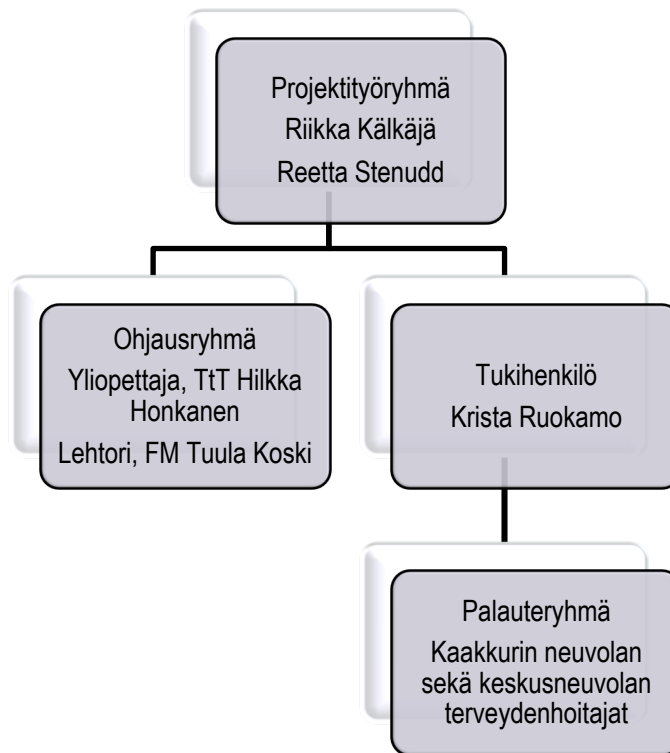 Projektityöryhmä
Riikka Kälkäjä
Reetta Stenudd
Ohjausryhmä
Yliopettaja, TtT Hilkka
Honkanen
Lehtori, FM Tuula Koski
Tukihenkilö
Krista Ruokamo
Palauteryhmä
Kaakkurin neuvolan
sekä keskusneuvolan
terveydenhoitajat